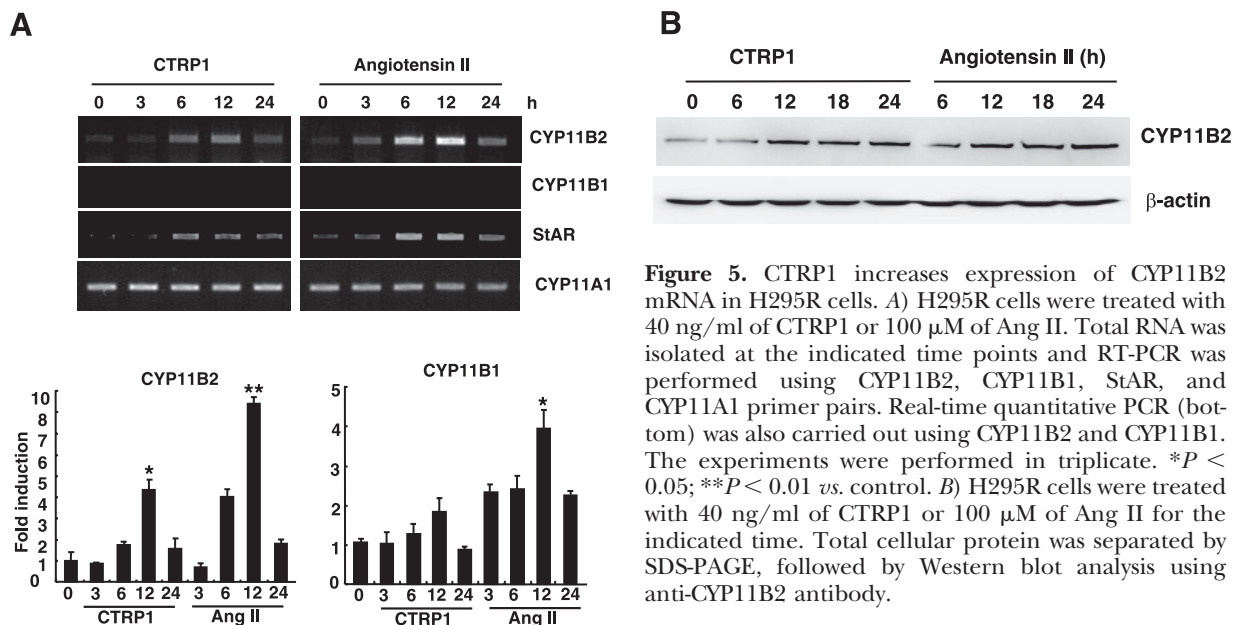 A
CTRP1 Angiotensin II
0 3 6 12 24 0 3 6 12 24 h
CYP11B2
CYP11B1
StAR
CYP11A1
CYP11B2
Fold induction
10
8
6
4
2
1
0
*
**
0 3 6 12 24 3 6 12 24
CTRP1 Ang II
CYP11B1
5
4
3
2
1
0
*
0 3 6 12 24 3 6 12 24
CTRP1 Ang II
B
CTRP1 Angiotensin II (h)
0 6 12 18 24 6 12 18 24
CYP11B2
β-actin
Figure 5. CTRP1 increases expression of CYP11B2
mRNA in H295R cells. A) H295R cells were treated with
40 ng/ml of CTRP1 or 100 μM of Ang II. Total RNA was
isolated at the indicated time points and RT-PCR was
performed using CYP11B2, CYP11B1, StAR, and
CYP11A1 primer pairs. Real-time quantitative PCR (bot-
tom) was also carried out using CYP11B2 and CYP11B1.
The experiments were performed in triplicate. *P <
0.05; **P < 0.01 vs. control. B) H295R cells were treated
with 40 ng/ml of CTRP1 or 100 μM of Ang II for the
indicated time. Total cellular protein was separated by
SDS-PAGE, followed by Western blot analysis using
anti-CYP11B2 antibody.